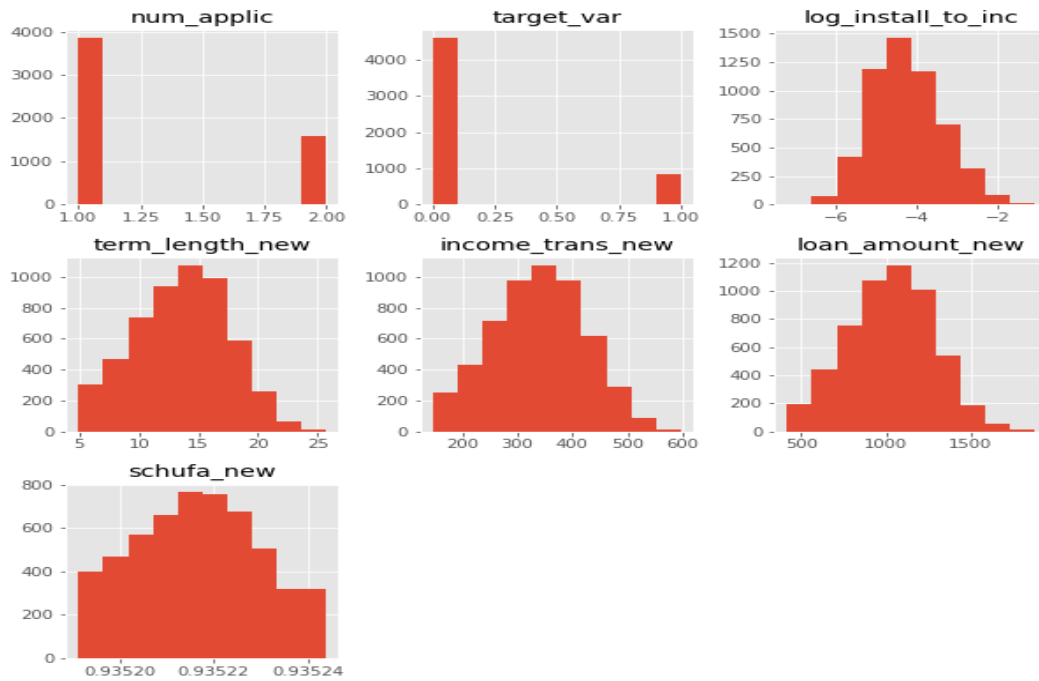 num_applic
target_var
log_install_to_inc
4000
3000
2000
1000
0
1.00 1.25 1.50 1.75 2.00
4000
3000
2000
1000
0
0.00 0.25 0.50 0.75 1.00
1500
1250
1000
750
500
250
0
−6 −4 −2
term_length_new
income_trans_new
loan_amount_new
1000
800
600
400
200
0
5 10 15 20 25
1000
800
600
400
200
0
200 300 400 500 600
1200
1000
800
600
400
200
0
500 1000 1500
schufa_new
800
600
400
200
0
0.93520 0.93522 0.93524